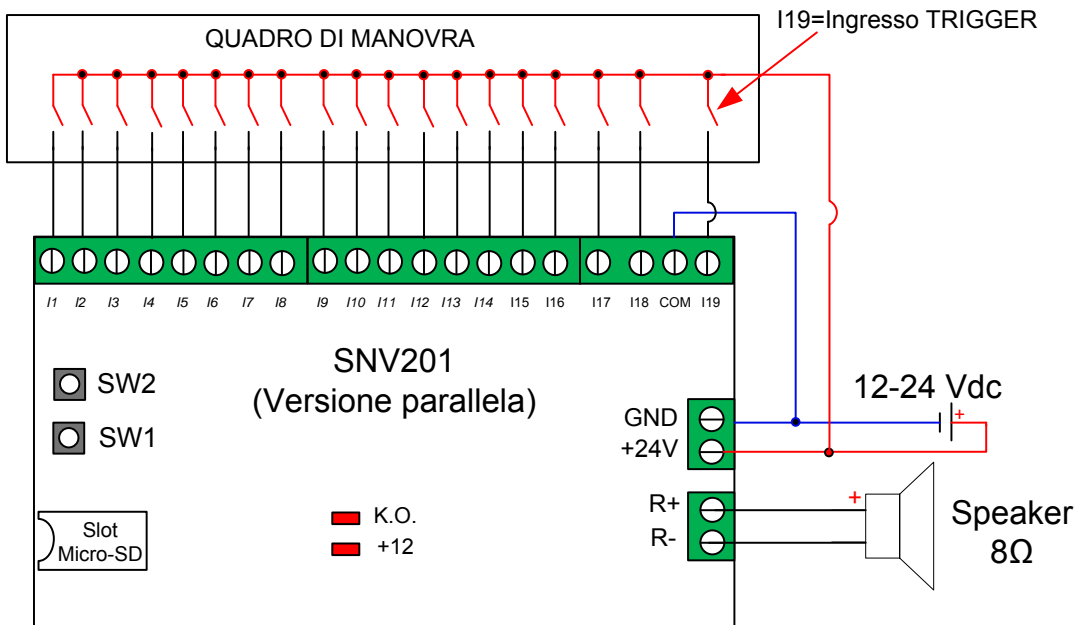 I19=Ingresso TRIGGER
QUADRO DI MANOVRA
I1 I2 I3 I4 I5 I6 I7 I8 I9 I10 I11 I12 I13 I14 I15 I16 I17 I18 COM I19
SNV201
(Versione parallela)
SW2
SW1
12-24 Vdc
GND
+
+24V
Slot
Micro-SD
K.O.
+12
R+
R-
+
Speaker
8Ω